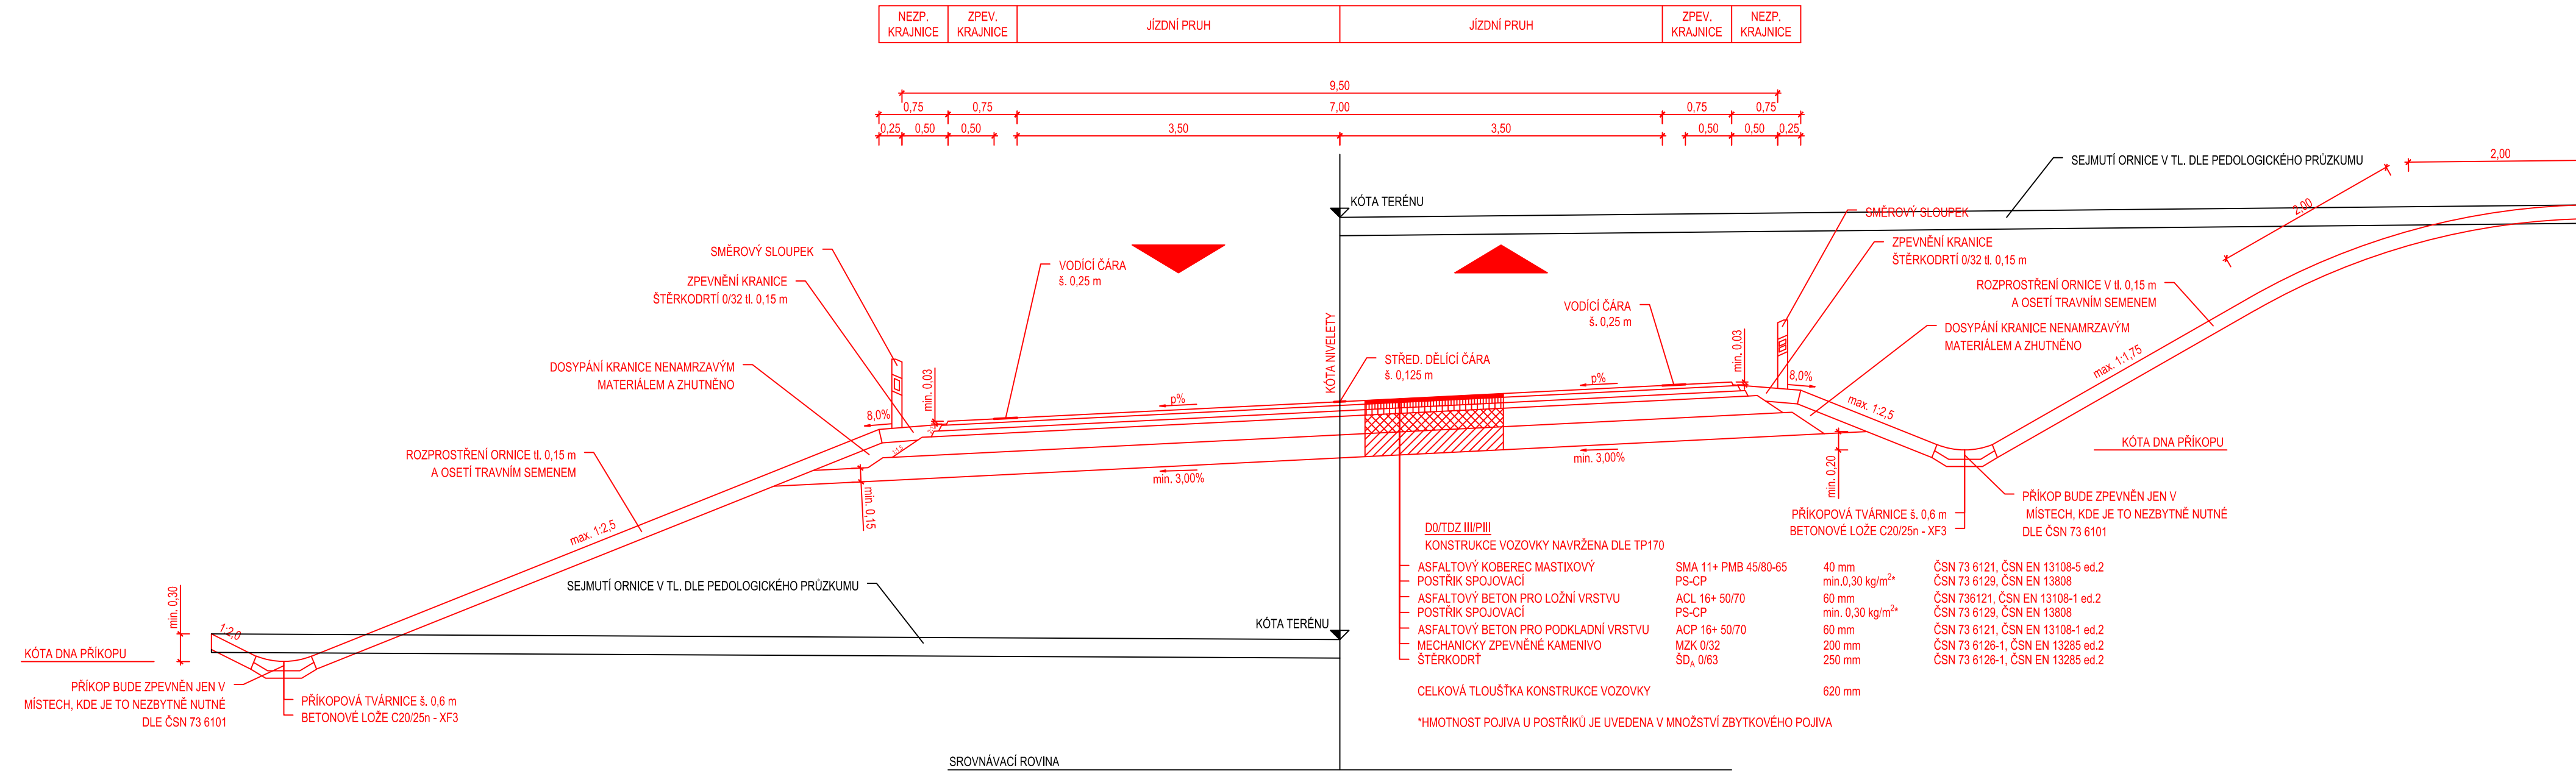 NEZP.
KRAJNICE
ZPEV.
KRAJNICE
JÍZDNÍ PRUH
JÍZDNÍ PRUH
ZPEV.
KRAJNICE
NEZP.
KRAJNICE
9,50
0,75
0,75
7,00
0,75
0,75
0,25
0,50
0,50
3,50
3,50
0,50
0,50
0,25
SEJMUTÍ ORNICE V TL. DLE PEDOLOGICKÉHO PRŮZKUMU
2,00
2,00
KÓTA TERÉNU
SMĚROVÝ SLOUPEK
SMĚROVÝ SLOUPEK
ZPEVNĚNÍ KRANICE
ŠTĚRKODRTÍ 0/32 tl. 0,15 m
VODÍCÍ ČÁRA
š. 0,25 m
ZPEVNĚNÍ KRANICE
ŠTĚRKODRTÍ 0/32 tl. 0,15 m
ROZPROSTŘENÍ ORNICE V tl. 0,15 m
A OSETÍ TRAVNÍM SEMENEM
VODÍCÍ ČÁRA
š. 0,25 m
KÓTA NIVELETY
DOSYPÁNÍ KRANICE NENAMRZAVÝM
MATERIÁLEM A ZHUTNĚNO
DOSYPÁNÍ KRANICE NENAMRZAVÝM
MATERIÁLEM A ZHUTNĚNO
STŘED. DĚLÍCÍ ČÁRA
š. 0,125 m
min. 0,03
min. 0,03
max. 1:1,75
p%
p%
8,0%
8,0%
max. 1:2,5
KÓTA DNA PŘÍKOPU
ROZPROSTŘENÍ ORNICE tl. 0,15 m
A OSETÍ TRAVNÍM SEMENEM
min. 3,00%
min. 3,00%
min. 0,15
min. 0,20
max. 1:2,5
PŘÍKOP BUDE ZPEVNĚN JEN V
MÍSTECH, KDE JE TO NEZBYTNĚ NUTNÉ
DLE ČSN 73 6101
PŘÍKOPOVÁ TVÁRNICE š. 0,6 m
BETONOVÉ LOŽE C20/25n - XF3
D0/TDZ III/PIII
KONSTRUKCE VOZOVKY NAVRŽENA DLE TP170
ASFALTOVÝ KOBEREC MASTIXOVÝ SMA 11+ PMB 45/80-65 40 mm ČSN 73 6121, ČSN EN 13108-5 ed.2
POSTŘIK SPOJOVACÍ PS-CP min.0,30 kg/m²* ČSN 73 6129, ČSN EN 13808
ASFALTOVÝ BETON PRO LOŽNÍ VRSTVU ACL 16+ 50/70 60 mm ČSN 736121, ČSN EN 13108-1 ed.2
POSTŘIK SPOJOVACÍ PS-CP min. 0,30 kg/m²* ČSN 73 6129, ČSN EN 13808
ASFALTOVÝ BETON PRO PODKLADNÍ VRSTVU ACP 16+ 50/70 60 mm ČSN 73 6121, ČSN EN 13108-1 ed.2
MECHANICKY ZPEVNĚNÉ KAMENIVO MZK 0/32 200 mm ČSN 73 6126-1, ČSN EN 13285 ed.2
ŠTĚRKODRŤ ŠDA 0/63 250 mm ČSN 73 6126-1, ČSN EN 13285 ed.2
CELKOVÁ TLOUŠŤKA KONSTRUKCE VOZOVKY 620 mm
*HMOTNOST POJIVA U POSTŘIKŮ JE UVEDENA V MNOŽSTVÍ ZBYTKOVÉHO POJIVA
SEJMUTÍ ORNICE V TL. DLE PEDOLOGICKÉHO PRŮZKUMU
KÓTA TERÉNU
min. 0,30
1:2,0
KÓTA DNA PŘÍKOPU
PŘÍKOP BUDE ZPEVNĚN JEN V
MÍSTECH, KDE JE TO NEZBYTNĚ NUTNÉ
DLE ČSN 73 6101
PŘÍKOPOVÁ TVÁRNICE š. 0,6 m
BETONOVÉ LOŽE C20/25n - XF3
SROVNÁVACÍ ROVINA